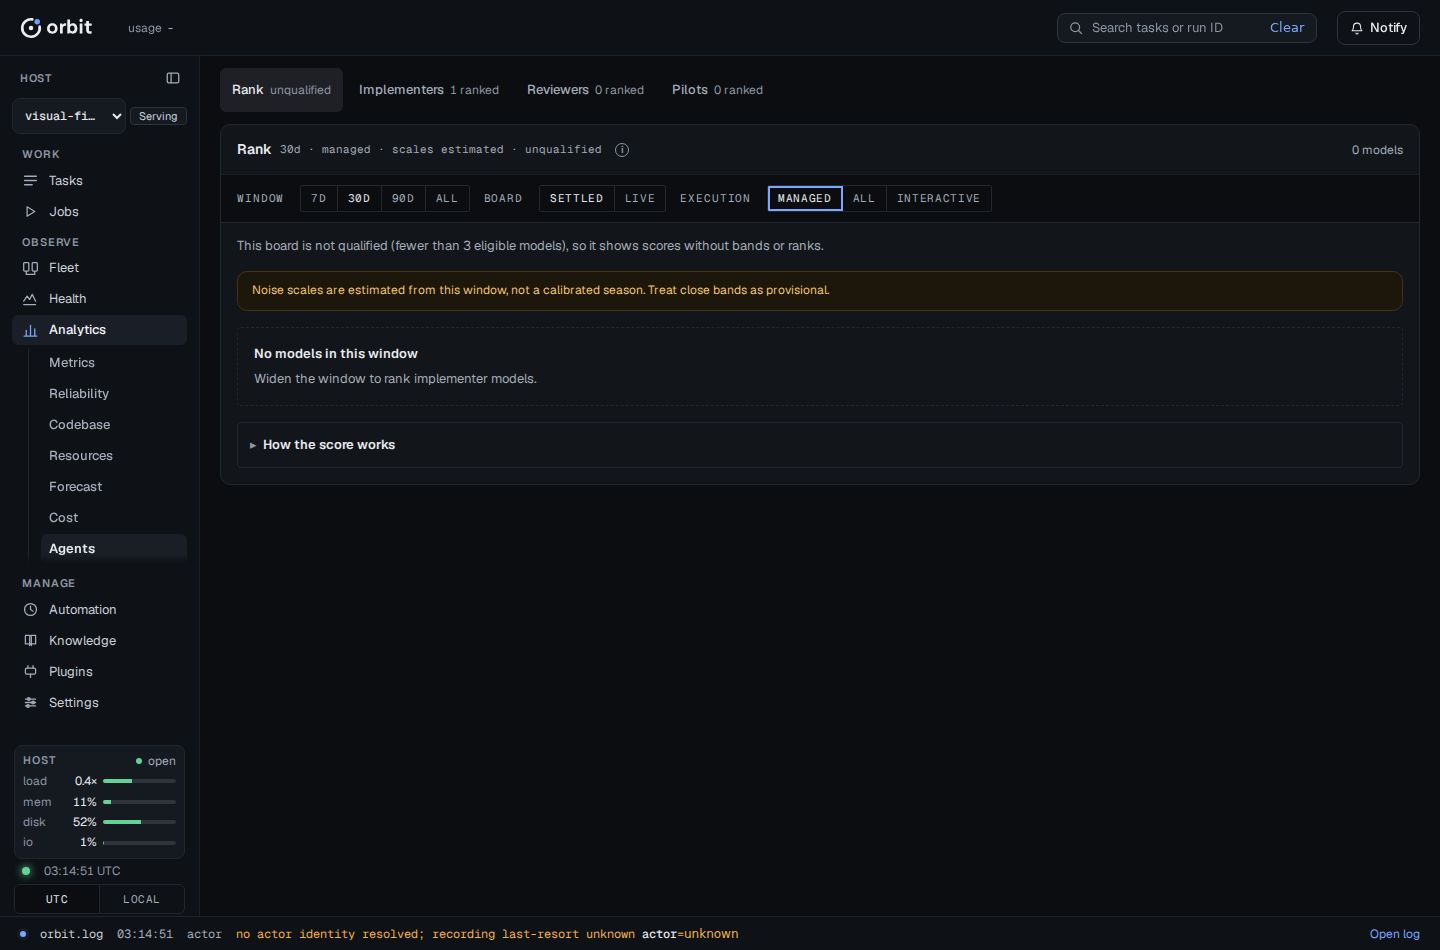 orbit
usage -
Search tasks or run ID Clear
Notify
HOST
visual-fi…
Serving
WORK
Tasks
Jobs
OBSERVE
Fleet
Health
Analytics
Metrics
Reliability
Codebase
Resources
Forecast
Cost
Agents
MANAGE
Automation
Knowledge
Plugins
Settings
HOST open
load 0.4×
mem 11%
disk 52%
io 1%
03:14:51 UTC
UTC LOCAL
Rank unqualified Implementers 1 ranked Reviewers 0 ranked Pilots 0 ranked
Rank 30d · managed · scales estimated · unqualified 0 models
WINDOW 7D 30D 90D ALL BOARD SETTLED LIVE EXECUTION MANAGED ALL INTERACTIVE
This board is not qualified (fewer than 3 eligible models), so it shows scores without bands or ranks.
Noise scales are estimated from this window, not a calibrated season. Treat close bands as provisional.
No models in this window
Widen the window to rank implementer models.
How the score works
orbit.log 03:14:51 actor no actor identity resolved; recording last-resort unknown actor=unknown Open log